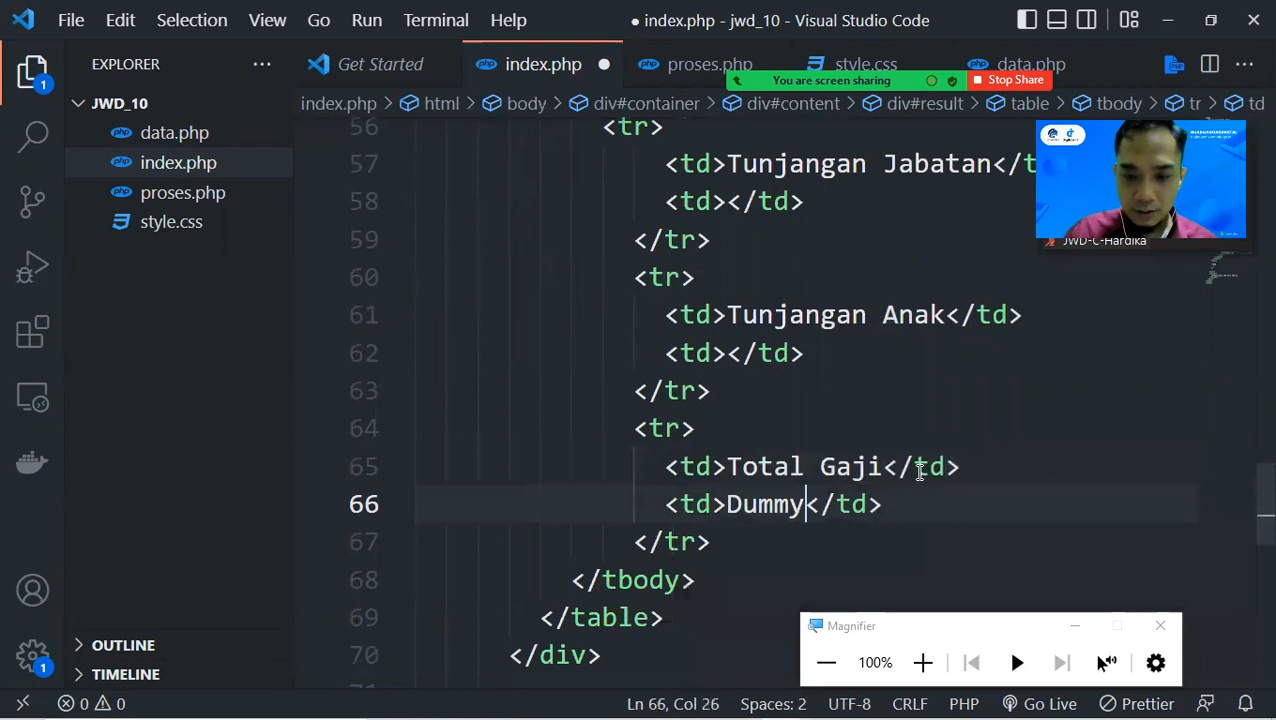 File Edit Selection View Go Run Terminal Help
● index.php - jwd_10 - Visual Studio Code
EXPLORER
Get Started
index.php
proses.php
style.css
data.php
You are screen sharing
Stop Share
index.php > html > body > div#container > div#content > div#result > table > tbody > tr > td
1
JWD_10
data.php
index.php
proses.php
style.css
56 <tr>
57 <td>Tunjangan Jabatan</t
58 <td></td>
59 </tr>
60 <tr>
61 <td>Tunjangan Anak</td>
62 <td></td>
63 </tr>
64 <tr>
65 <td>Total Gaji</td>
66 <td>Dummy</td>
67 </tr>
68 </tbody>
69 </table>
70 </div>
JWD-C-Hardika
OUTLINE
TIMELINE
1
Magnifier
100%
0 0
Ln 66, Col 26 Spaces: 2 UTF-8 CRLF PHP Go Live Prettier